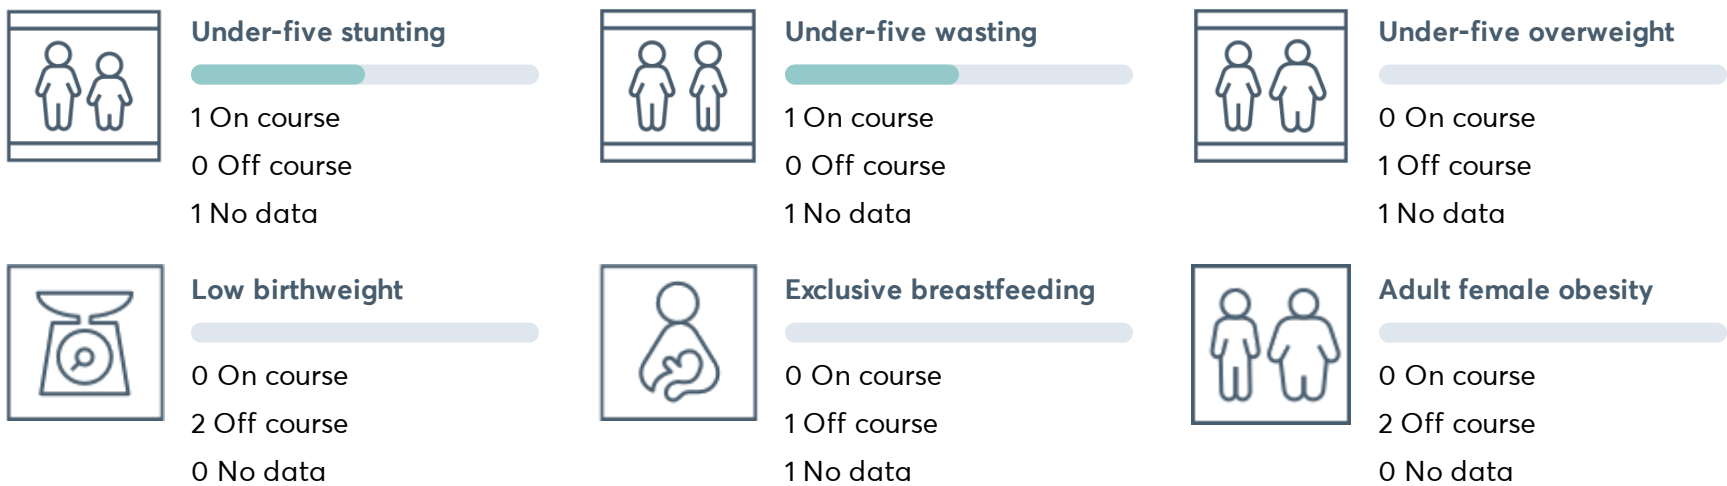 Under-five stunting
1 On course
0 Off course
1 No data
Under-five wasting
1 On course
0 Off course
1 No data
Under-five overweight
0 On course
1 Off course
1 No data
Low birthweight
0 On course
2 Off course
0 No data
Exclusive breastfeeding
0 On course
1 Off course
1 No data
Adult female obesity
0 On course
2 Off course
0 No data